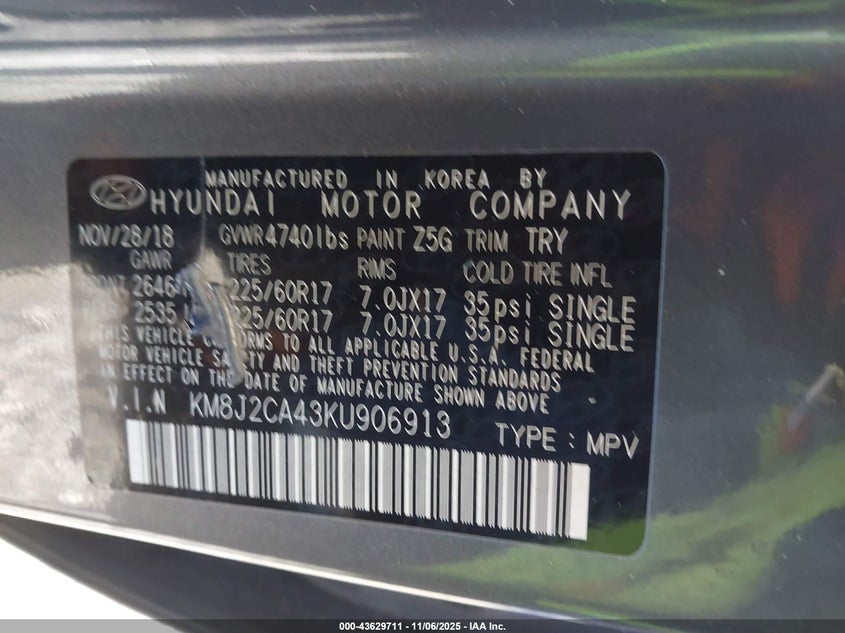 MANUFACTURED IN KOREA BY
HYUNDAI MOTOR COMPANY
NOV/28/18 GVWR 4740lbs PAINT Z5G TRIM TRY
GAWR TIRES RIMS COLD TIRE INFL
2646 225/60R17 7.0JX17 35psi SINGLE
2535 225/60R17 7.0JX17 35psi SINGLE
THIS VEHICLE CONFORMS TO ALL APPLICABLE U.S.A. FEDERAL
MOTOR VEHICLE SAFETY AND THEFT PREVENTION STANDARDS
IN EFFECT ON THE DATE OF MANUFACTURE SHOWN ABOVE
V.I.N KM8J2CA43KU906913 TYPE : MPV
000-43629711 - 11/06/2025 - IAA Inc.